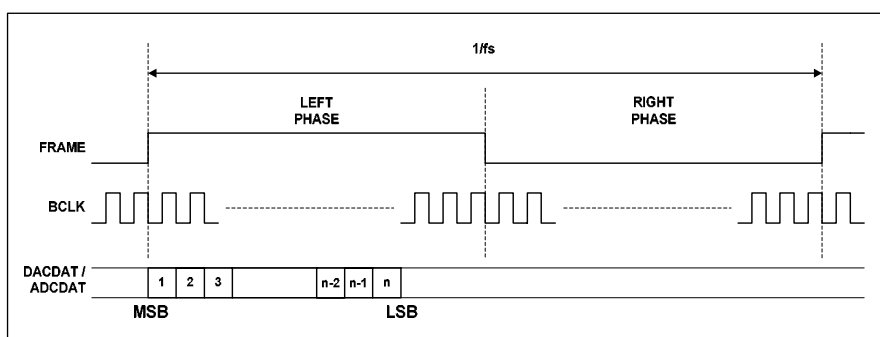 1/fs
LEFT
PHASE
RIGHT
PHASE
FRAME
BCLK
DACDAT /
ADCDAT
1 2 3 n-2 n-1 n
MSB LSB